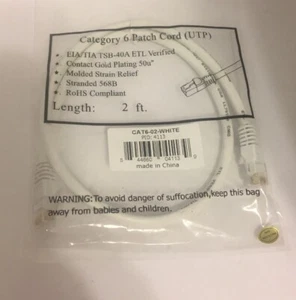 Category 6 Patch Cord (UTP)
EIA/TIA TSB-40A ETL Verified
Contact Gold Plating 50u"
Molded Strain Relief
Stranded 568B
RoHS Compliant
Length: 2 ft.
CAT6-02-WHITE
PID: 4113
made in China
WARNING:To avoid danger of suffocation,keep this bag
away from babies and children.